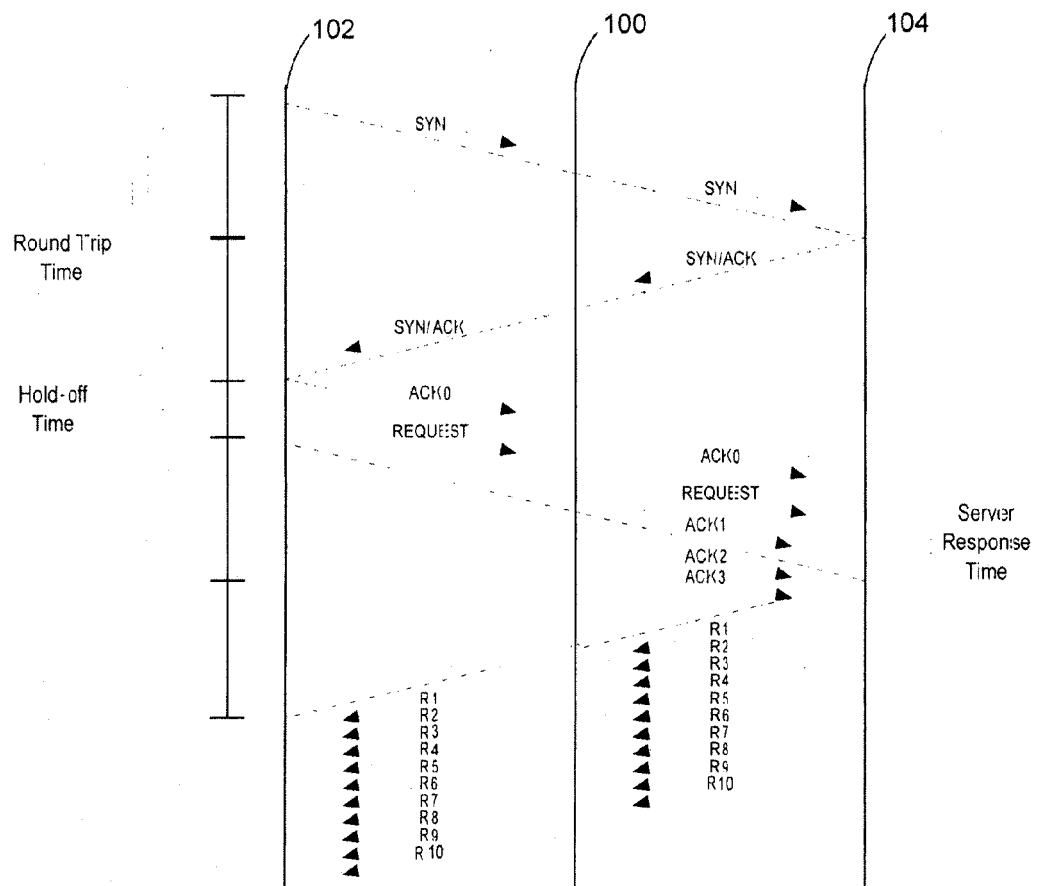 102
100
104
SYN
SYN
Round Trip
Time
SYN/ACK
SYN/ACK
Hold-off
Time
ACK0
REQUEST
ACK0
REQUEST
ACK1
ACK2
ACK3
Server
Response
Time
R1
R2
R3
R4
R5
R6
R7
R8
R9
R10
R1
R2
R3
R4
R5
R6
R7
R8
R9
R10